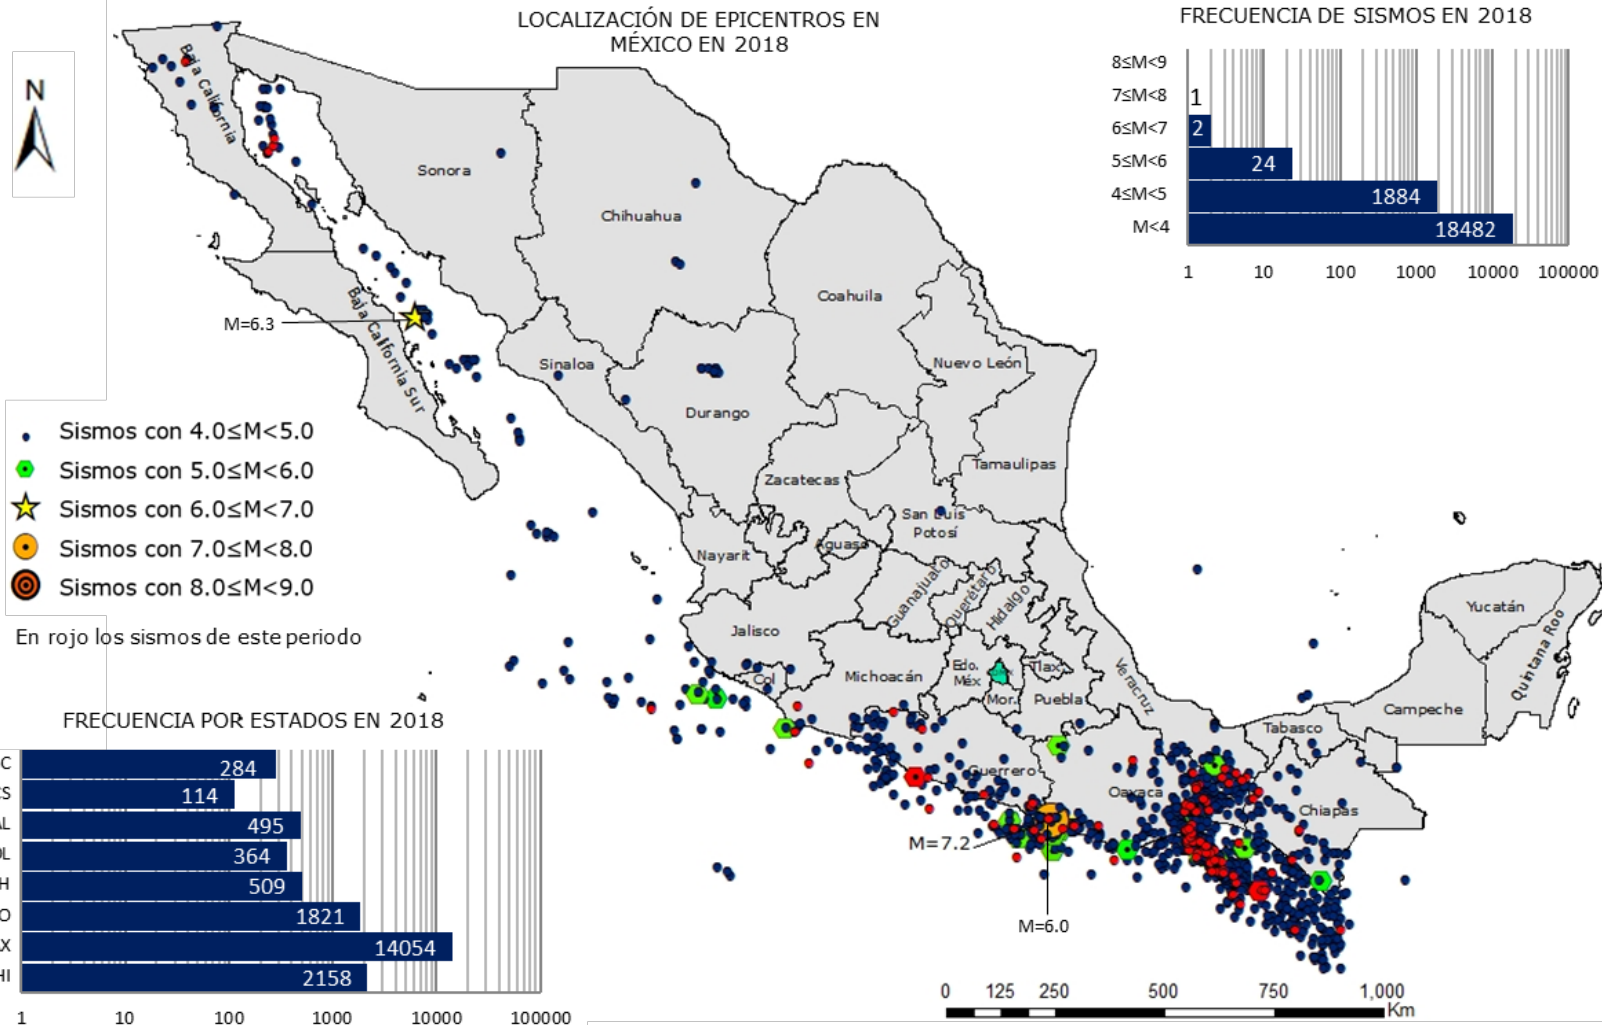 LOCALIZACIÓN DE EPICENTROS EN
MÉXICO EN 2018
FRECUENCIA DE SISMOS EN 2018
8≤M<9
7≤M<8 1
6≤M<7 2
5≤M<6 24
4≤M<5 1884
M<4 18482
1 10 100 1000 10000 100000
N
Baja California
Sonora
Chihuahua
Coahuila
M=6.3
Baja California Sur
Sinaloa
Nuevo León
Durango
Tamaulipas
Zacatecas
San Luis
Potosí
Nayarit
Aguas
Guanajuato
Querétaro
Hidalgo
Jalisco
Col
Michoacán
Edo.
Méx
Tlax.
Mor.
Puebla
Veracruz
Guerrero
Oaxaca
Tabasco
Chiapas
Campeche
Yucatán
Quintana Roo
M=7.2
M=6.0
Sismos con 4.0≤M<5.0
Sismos con 5.0≤M<6.0
Sismos con 6.0≤M<7.0
Sismos con 7.0≤M<8.0
Sismos con 8.0≤M<9.0
En rojo los sismos de este periodo
FRECUENCIA POR ESTADOS EN 2018
C 284
CS 114
AL 495
OL 364
H 509
O 1821
AX 14054
HI 2158
1 10 100 1000 10000 100000
0 125 250 500 750 1,000
Km